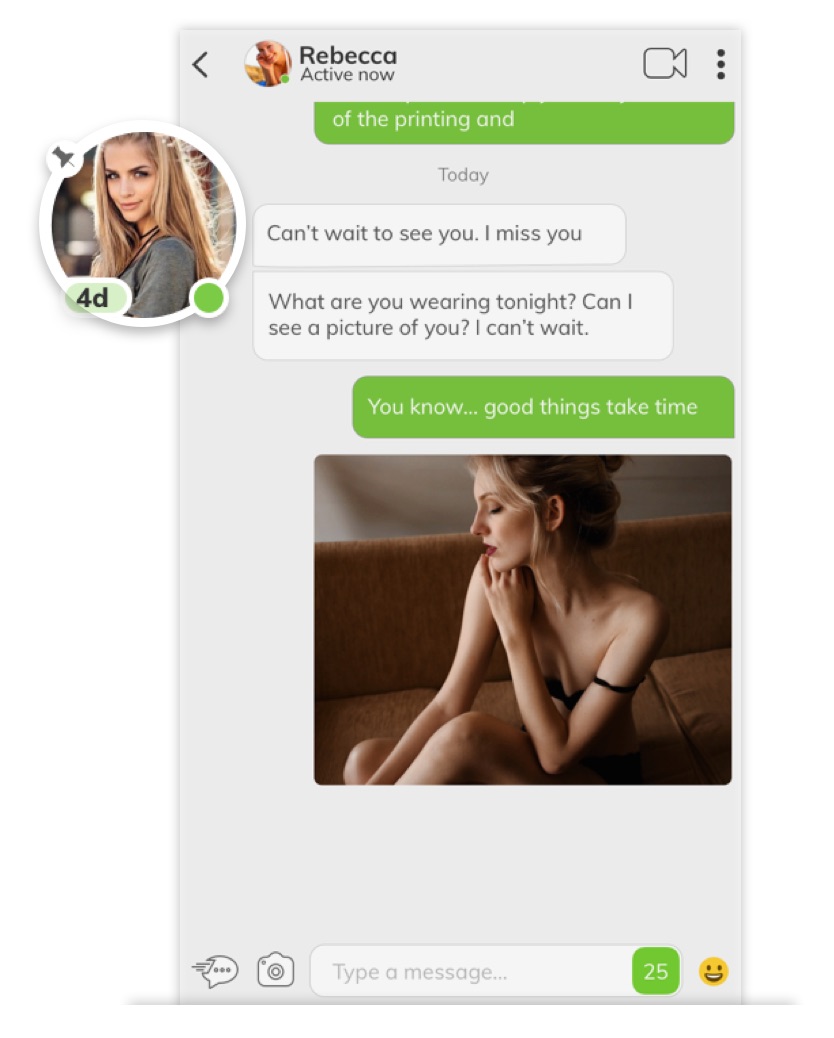 Rebecca
Active now
of the printing and
Today
Can't wait to see you. I miss you
4d
What are you wearing tonight? Can I
see a picture of you? I can't wait.
You know... good things take time
Type a message...
25